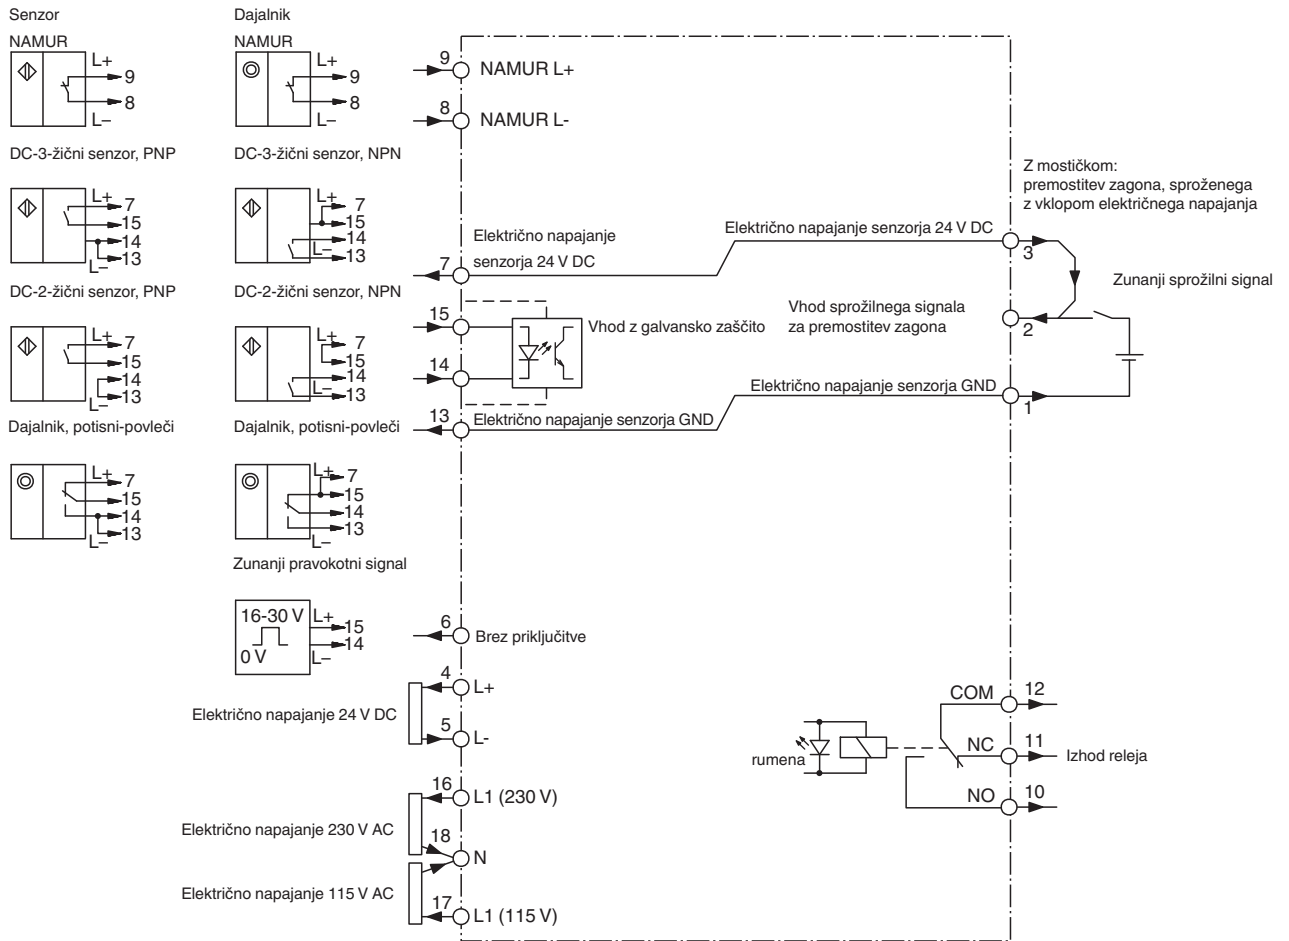 Senzor
NAMUR
L+
9
8
L–
Dajalnik
NAMUR
L+
9
8
L–
DC-3-žični senzor, PNP
L+
7
15
14
13
L–
DC-3-žični senzor, NPN
L+
7
15
14
L–
13
DC-2-žični senzor, PNP
L+
7
15
14
13
L–
DC-2-žični senzor, NPN
L+
7
15
14
L–
13
Dajalnik, potisni-povleči
L+
7
15
14
13
L–
Dajalnik, potisni-povleči
L+
7
15
14
13
L–
Zunanji pravokotni signal
16-30 V
0 V
L+
15
14
L–
9
NAMUR L+
8
NAMUR L-
7
Električno napajanje
senzorja 24 V DC
15
14
Vhod z galvansko zaščito
13
Električno napajanje senzorja GND
6
Brez priključitve
4
L+
Električno napajanje 24 V DC
5
L-
16
L1 (230 V)
Električno napajanje 230 V AC
18
N
Električno napajanje 115 V AC
17
L1 (115 V)
Z mostičkom:
premostitev zagona, sproženega
z vklopom električnega napajanja
Električno napajanje senzorja 24 V DC
3
Zunanji sprožilni signal
Vhod sprožilnega signala
za premostitev zagona
2
Električno napajanje senzorja GND
1
rumena
COM
12
NC
11
Izhod releja
NO
10